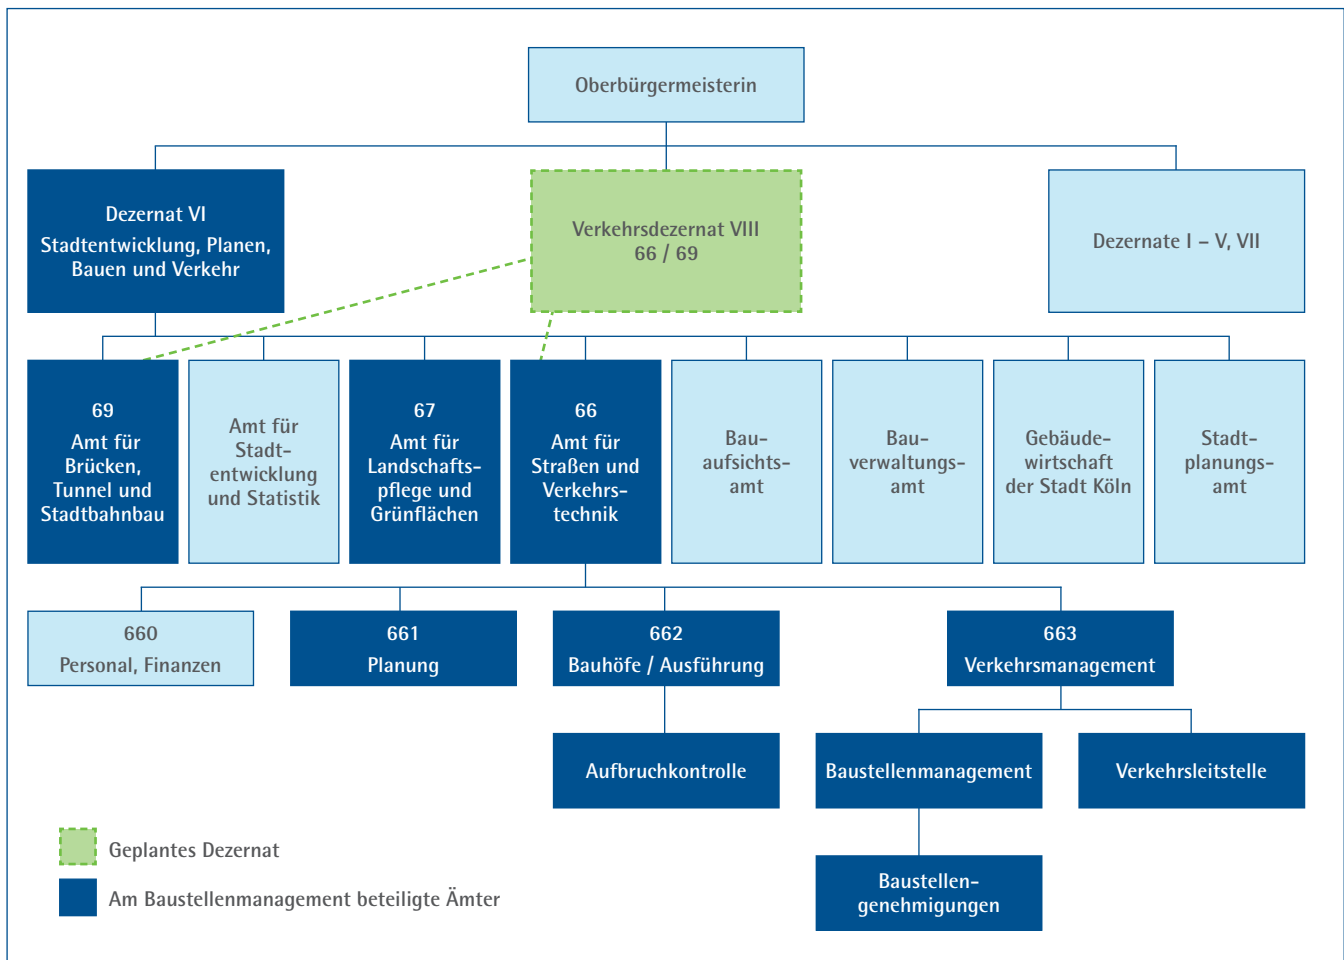 Oberbürgermeisterin
Dezernat VI
Stadtentwicklung, Planen,
Bauen und Verkehr
Verkehrsdezernat VIII
66 / 69
Dezernate I – V, VII
69
Amt für
Brücken,
Tunnel und
Stadtbahnbau
Amt für
Stadt-
entwicklung
und Statistik
67
Amt für
Landschafts-
pflege und
Grünflächen
66
Amt für
Straßen und
Verkehrs-
technik
Bau-
aufsichts-
amt
Bau-
verwaltungs-
amt
Gebäude-
wirtschaft
der Stadt Köln
Stadt-
planungs-
amt
660
Personal, Finanzen
661
Planung
662
Bauhöfe / Ausführung
663
Verkehrsmanagement
Aufbruchkontrolle
Baustellenmanagement
Verkehrsleitstelle
Baustellen-
genehmigungen
Geplantes Dezernat
Am Baustellenmanagement beteiligte Ämter